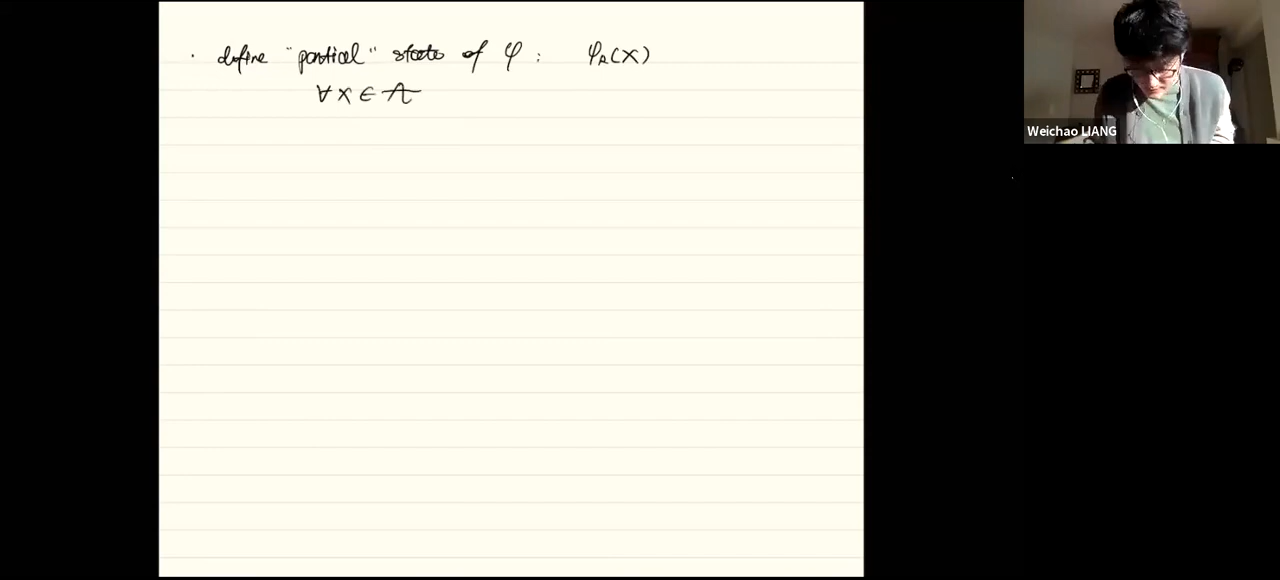 · define "partial" state of φ : φ_A(X)
∀ X ∈ 𝒜
Weichao LIANG